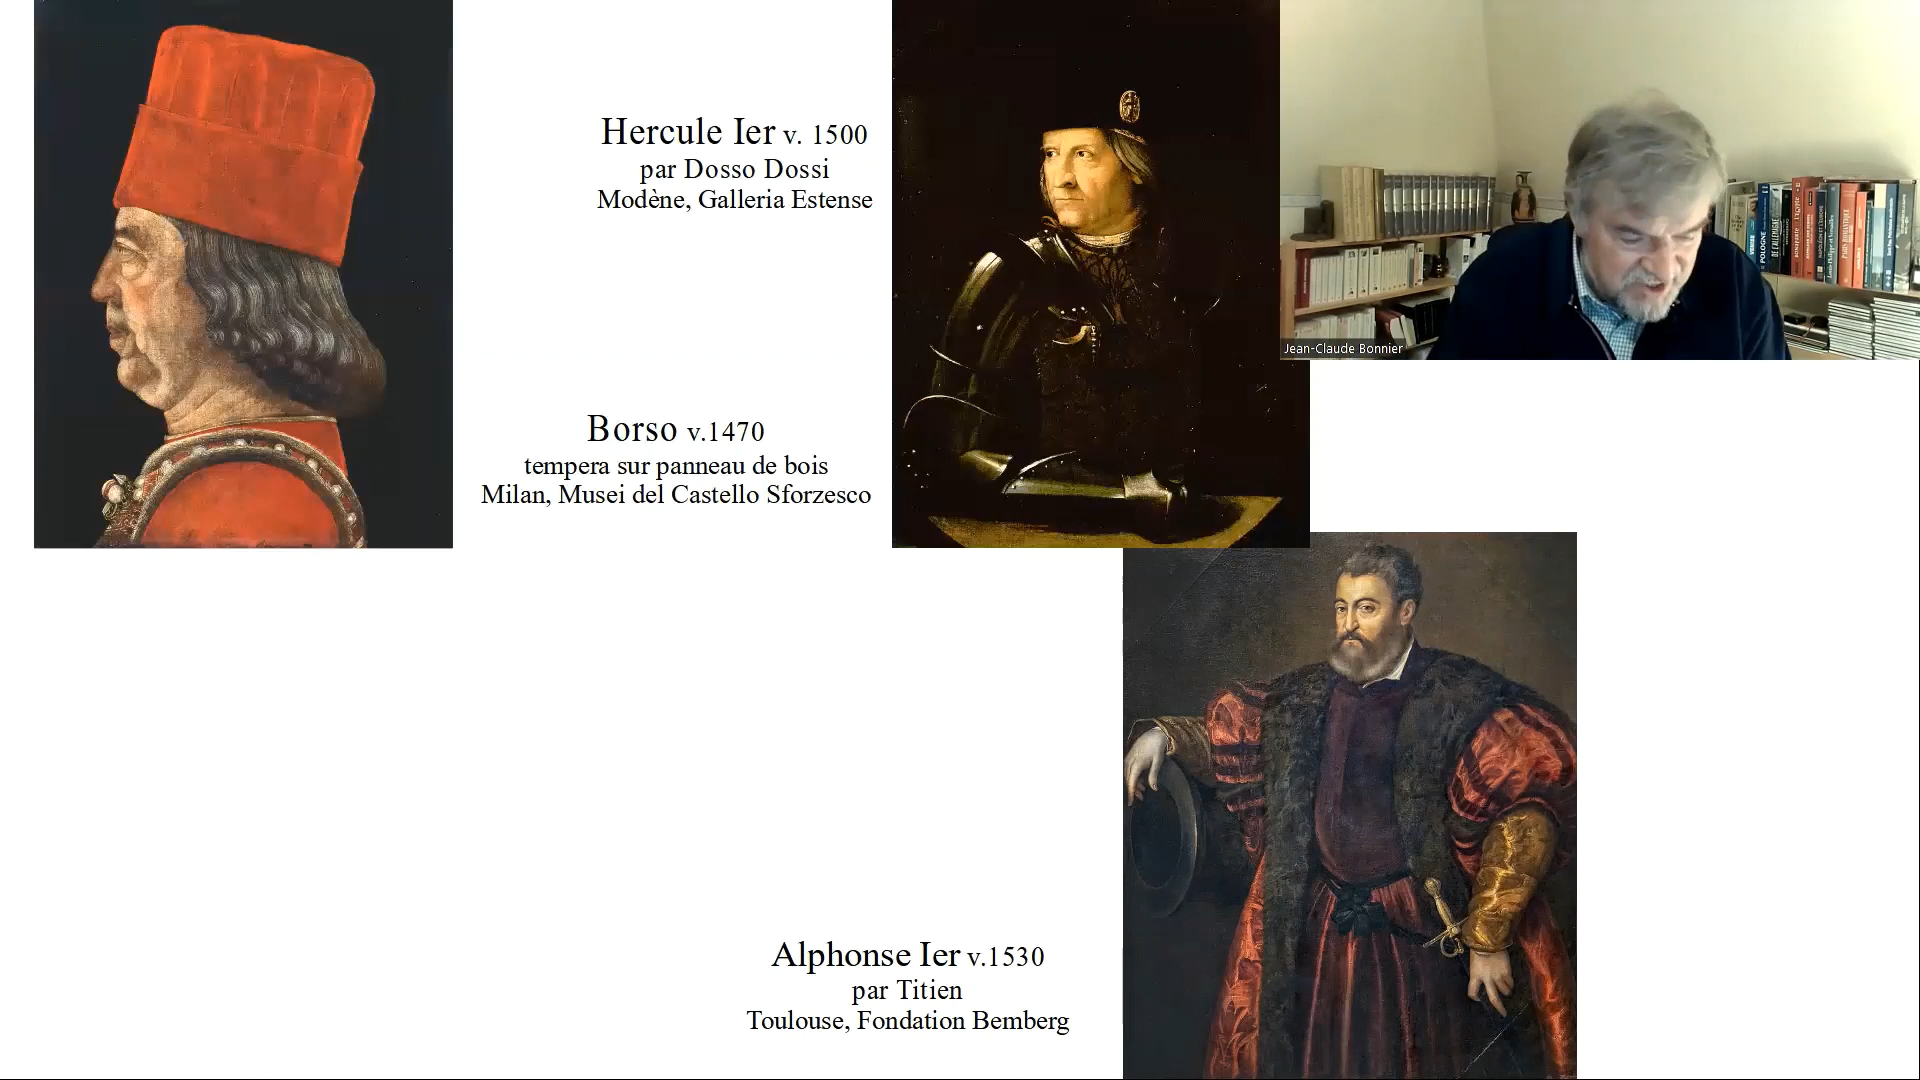 Hercule Ier v. 1500
par Dosso Dossi
Modène, Galleria Estense
Borso v.1470
tempera sur panneau de bois
Milan, Musei del Castello Sforzesco
Jean-Claude Bonnier
Alphonse Ier v.1530
par Titien
Toulouse, Fondation Bemberg